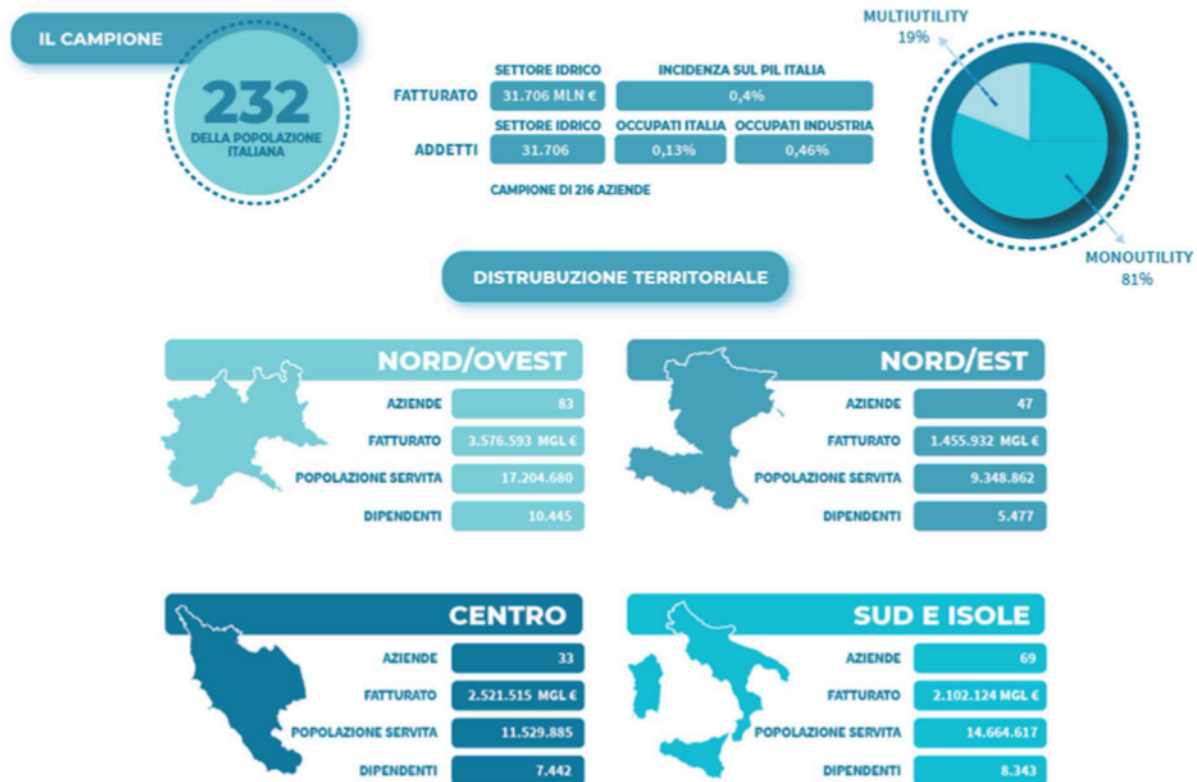 IL CAMPIONE
232
DELLA POPOLAZIONE
ITALIANA
SETTORE IDRICO INCIDENZA SUL PIL ITALIA
FATTURATO 31.706 MLN € 0,4%
SETTORE IDRICO OCCUPATI ITALIA OCCUPATI INDUSTRIA
ADDETTI 31.706 0,13% 0,46%
CAMPIONE DI 216 AZIENDE
MULTIUTILITY
19%
MONOUTILITY
81%
DISTRUBUZIONE TERRITORIALE
NORD/OVEST
AZIENDE 83
FATTURATO 3.576.593 MGL €
POPOLAZIONE SERVITA 17.204.680
DIPENDENTI 10.445
NORD/EST
AZIENDE 47
FATTURATO 1.455.932 MGL €
POPOLAZIONE SERVITA 9.348.862
DIPENDENTI 5.477
CENTRO
AZIENDE 33
FATTURATO 2.521.515 MGL €
POPOLAZIONE SERVITA 11.529.885
DIPENDENTI 7.442
SUD E ISOLE
AZIENDE 69
FATTURATO 2.102.124 MGL €
POPOLAZIONE SERVITA 14.664.617
DIPENDENTI 8.343